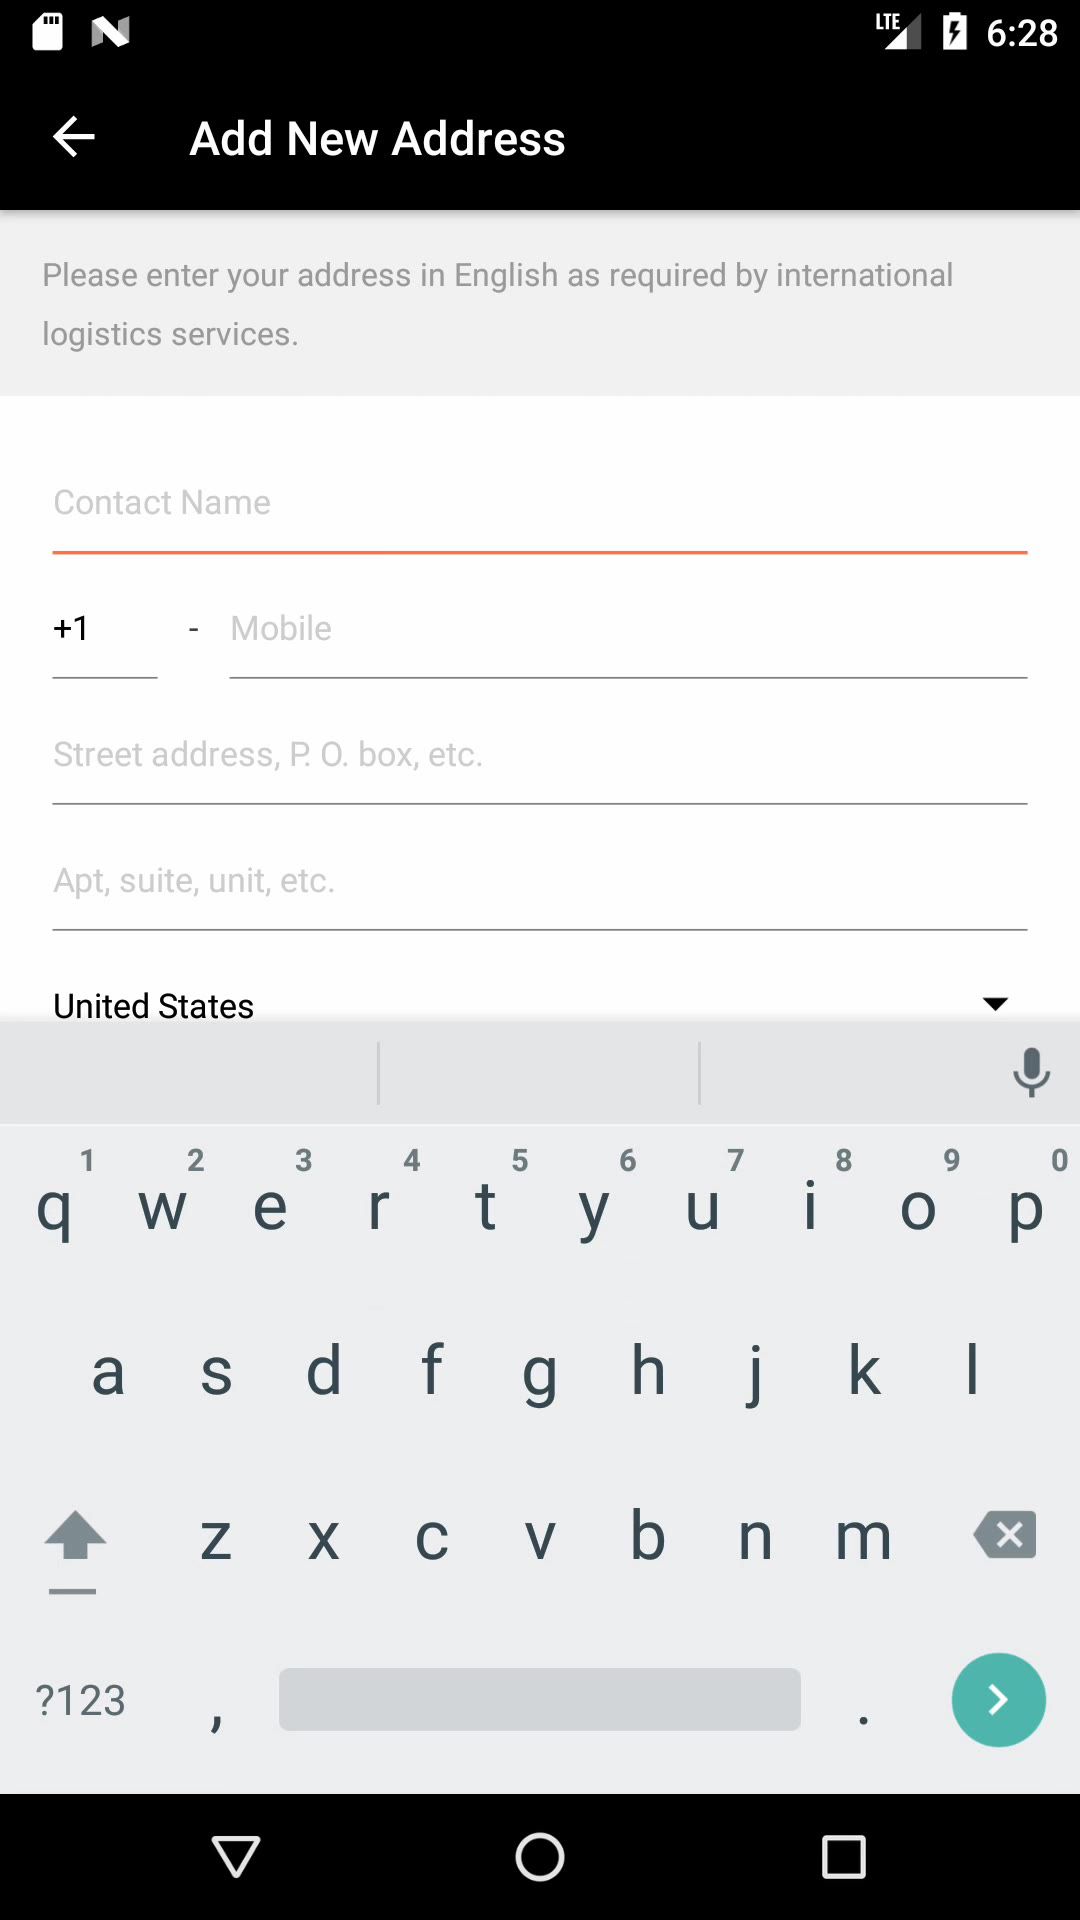 LTE 6:28
Add New Address
Please enter your address in English as required by international
logistics services.
Contact Name
+1 - Mobile
Street address, P. O. box, etc.
Apt, suite, unit, etc.
United States
1 2 3 4 5 6 7 8 9 0
q w e r t y u i o p
a s d f g h j k l
z x c v b n m
?123 , .